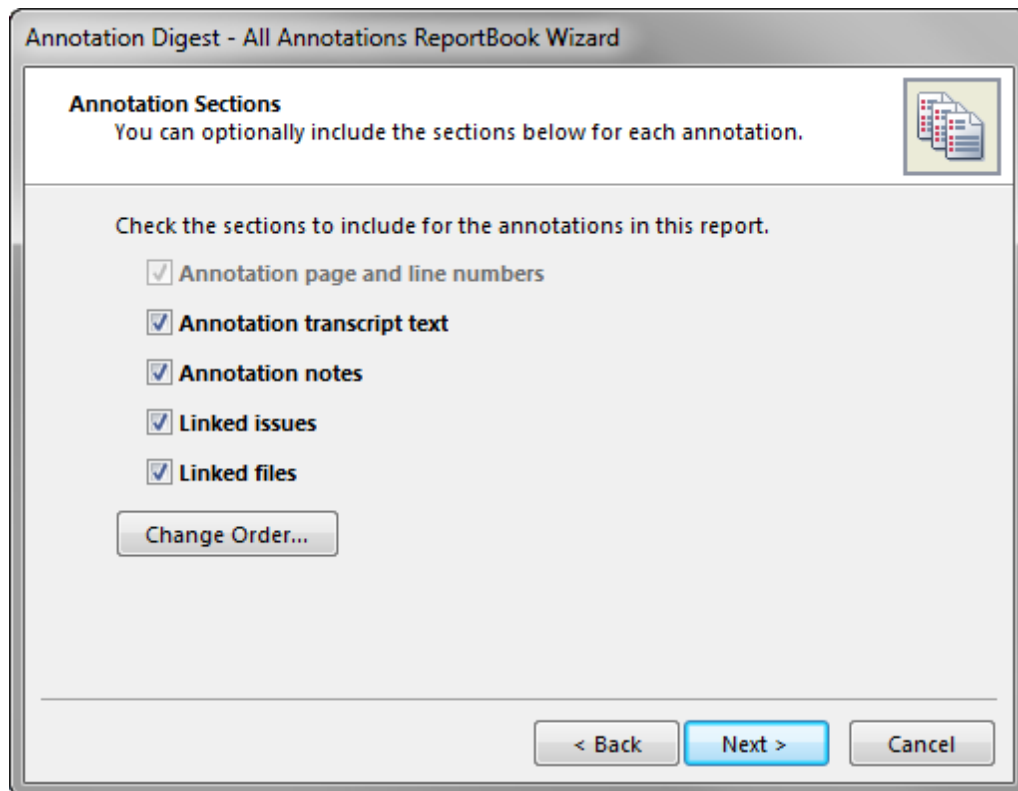 Annotation Digest - All Annotations ReportBook Wizard
Annotation Sections
You can optionally include the sections below for each annotation.
Check the sections to include for the annotations in this report.
Annotation page and line numbers
Annotation transcript text
Annotation notes
Linked issues
Linked files
Change Order...
< Back Next > Cancel